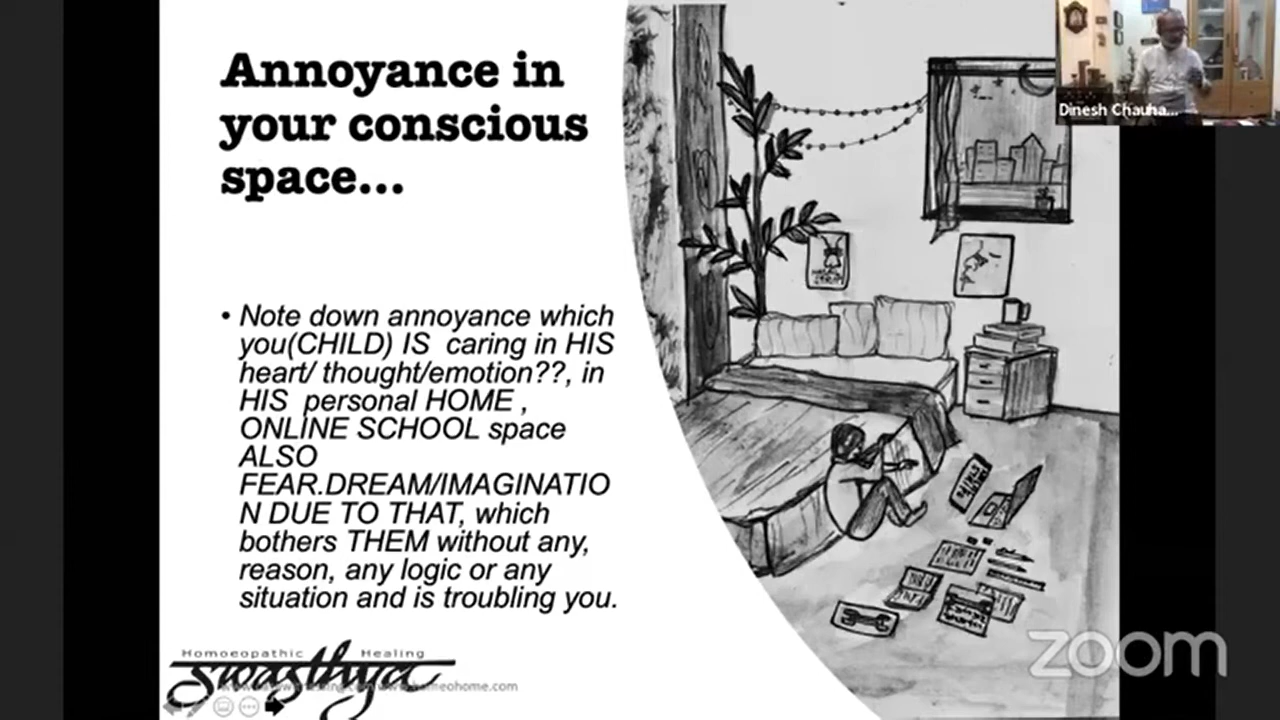 Annoyance in
your conscious
space...
• Note down annoyance which
you(CHILD) IS caring in HIS
heart/ thought/emotion??, in
HIS personal HOME ,
ONLINE SCHOOL space
ALSO
FEAR.DREAM/IMAGINATIO
N DUE TO THAT, which
bothers THEM without any,
reason, any logic or any
situation and is troubling you.
Homoeopathic Healing
swasthya
homeohome.com
Dinesh Chauha...
zoom